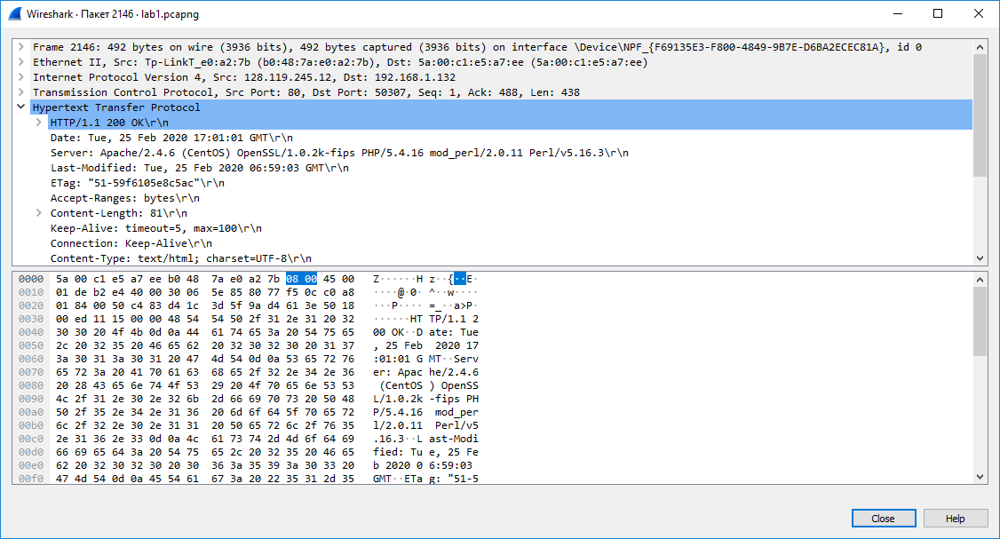 Wireshark · Пакет 2146 · lab1.pcapng
Frame 2146: 492 bytes on wire (3936 bits), 492 bytes captured (3936 bits) on interface \Device\NPF_{F69135E3-F800-4849-9B7E-D6BA2ECEC81A}, id 0
Ethernet II, Src: Tp-LinkT_e0:a2:7b (b0:48:7a:e0:a2:7b), Dst: 5a:00:c1:e5:a7:ee (5a:00:c1:e5:a7:ee)
Internet Protocol Version 4, Src: 128.119.245.12, Dst: 192.168.1.132
Transmission Control Protocol, Src Port: 80, Dst Port: 50307, Seq: 1, Ack: 488, Len: 438
Hypertext Transfer Protocol
HTTP/1.1 200 OK\r\n
Date: Tue, 25 Feb 2020 17:01:01 GMT\r\n
Server: Apache/2.4.6 (CentOS) OpenSSL/1.0.2k-fips PHP/5.4.16 mod_perl/2.0.11 Perl/v5.16.3\r\n
Last-Modified: Tue, 25 Feb 2020 06:59:03 GMT\r\n
ETag: "51-59f6105e8c5ac"\r\n
Accept-Ranges: bytes\r\n
Content-Length: 81\r\n
Keep-Alive: timeout=5, max=100\r\n
Connection: Keep-Alive\r\n
Content-Type: text/html; charset=UTF-8\r\n
0000 5a 00 c1 e5 a7 ee b0 48 7a e0 a2 7b 08 00 45 00 Z······H z··{··E·
0010 01 de b2 e4 40 00 30 06 5e 85 80 77 f5 0c c0 a8 ····@·0· ^··w····
0020 01 84 00 50 c4 83 d4 1c 3d 5f 9a d4 61 3e 50 18 ···P···· =_··a>P·
0030 00 ed 11 15 00 00 48 54 54 50 2f 31 2e 31 20 32 ······HT TP/1.1 2
0040 30 30 20 4f 4b 0d 0a 44 61 74 65 3a 20 54 75 65 00 OK··D ate: Tue
0050 2c 20 32 35 20 46 65 62 20 32 30 32 30 20 31 37 , 25 Feb  2020 17
0060 3a 30 31 3a 30 31 20 47 4d 54 0d 0a 53 65 72 76 :01:01 G MT··Serv
0070 65 72 3a 20 41 70 61 63 68 65 2f 32 2e 34 2e 36 er: Apac he/2.4.6
0080 20 28 43 65 6e 74 4f 53 29 20 4f 70 65 6e 53 53  (CentOS ) OpenSS
0090 4c 2f 31 2e 30 2e 32 6b 2d 66 69 70 73 20 50 48 L/1.0.2k -fips PH
00a0 50 2f 35 2e 34 2e 31 36 20 6d 6f 64 5f 70 65 72 P/5.4.16  mod_per
00b0 6c 2f 32 2e 30 2e 31 31 20 50 65 72 6c 2f 76 35 l/2.0.11  Perl/v5
00c0 2e 31 36 2e 33 0d 0a 4c 61 73 74 2d 4d 6f 64 69 .16.3··L ast-Modi
00d0 66 69 65 64 3a 20 54 75 65 2c 20 32 35 20 46 65 fied: Tu e, 25 Fe
00e0 62 20 32 30 32 30 20 30 36 3a 35 39 3a 30 33 20 b 2020 0 6:59:03
00f0 47 4d 54 0d 0a 45 54 61 67 3a 20 22 35 31 2d 35 GMT··ETa g: "51-5
Close Help